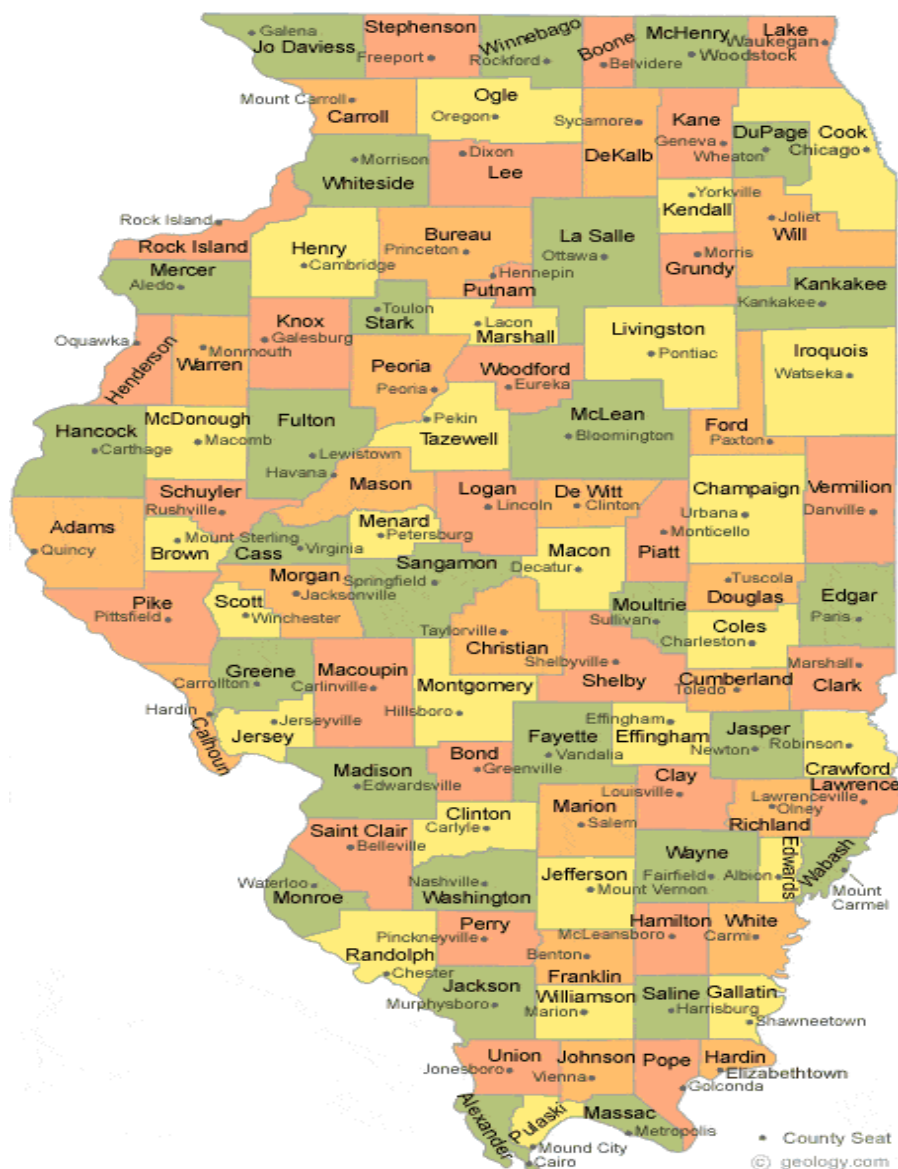 Galena
Jo Daviess
Stephenson
Freeport
Winnebago
Rockford
Boone
Belvidere
McHenry
Woodstock
Lake
Waukegan
Mount Carroll
Carroll
Ogle
Oregon
Sycamore
DeKalb
Kane
Geneva
DuPage
Wheaton
Cook
Chicago
Morrison
Whiteside
Dixon
Lee
Yorkville
Kendall
Joliet
Will
Rock Island
Rock Island
Henry
Cambridge
Bureau
Princeton
La Salle
Ottawa
Morris
Grundy
Mercer
Aledo
Hennepin
Putnam
Kankakee
Kankakee
Toulon
Stark
Lacon
Marshall
Livingston
Pontiac
Oquawka
Henderson
Warren
Monmouth
Knox
Galesburg
Peoria
Peoria
Woodford
Eureka
Iroquois
Watseka
Hancock
Carthage
McDonough
Macomb
Fulton
Lewistown
Havana
Pekin
Tazewell
McLean
Bloomington
Ford
Paxton
Mason
Schuyler
Rushville
Logan
Lincoln
De Witt
Clinton
Champaign
Urbana
Vermilion
Danville
Adams
Quincy
Mount Sterling
Brown
Cass
Virginia
Menard
Petersburg
Monticello
Piatt
Macon
Decatur
Sangamon
Springfield
Morgan
Jacksonville
Pike
Pittsfield
Scott
Winchester
Tuscola
Douglas
Moultrie
Sullivan
Edgar
Paris
Coles
Charleston
Taylorville
Christian
Shelbyville
Shelby
Greene
Carrollton
Macoupin
Carlinville
Montgomery
Hillsboro
Cumberland
Toledo
Marshall
Clark
Hardin
Calhoun
Jerseyville
Jersey
Fayette
Vandalia
Effingham
Effingham
Jasper
Newton
Robinson
Crawford
Madison
Edwardsville
Bond
Greenville
Clay
Louisville
Lawrence
Lawrenceville
Olney
Richland
Clinton
Carlyle
Marion
Salem
Saint Clair
Belleville
Wayne
Fairfield
Albion
Edwards
Wabash
Mount
Carmel
Waterloo
Monroe
Nashville
Washington
Jefferson
Mount Vernon
Perry
Pinckneyville
Hamilton
McLeansboro
White
Carmi
Randolph
Chester
Benton
Franklin
Jackson
Murphysboro
Williamson
Marion
Saline
Harrisburg
Gallatin
Shawneetown
Union
Jonesboro
Johnson
Vienna
Pope
Golconda
Hardin
Elizabethtown
Alexander
Pulaski
Massac
Metropolis
Mound City
Cairo
County Seat
© geology.com